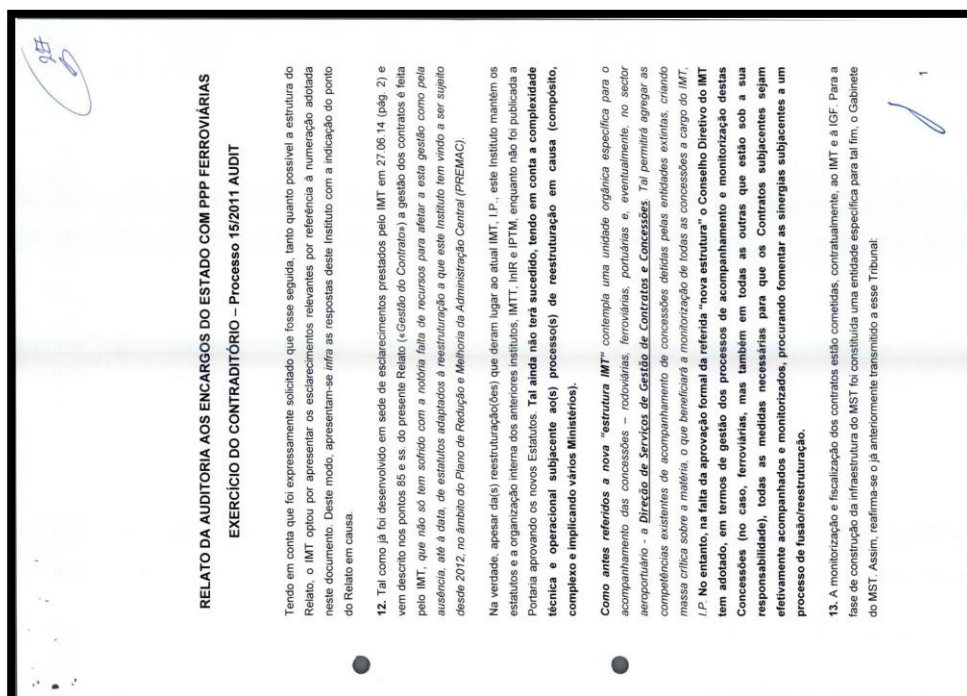 RELATO DA AUDITORIA AOS ENCARGOS DO ESTADO COM PPP FERROVIÁRIAS
EXERCÍCIO DO CONTRADITÓRIO – Processo 15/2011 AUDIT
Tendo em conta que foi expressamente solicitado que fosse seguida, tanto quanto possível a estrutura do
Relato, o IMT optou por apresentar os esclarecimentos relevantes por referência à numeração adotada
neste documento. Deste modo, apresentam-se infra as respostas deste Instituto com a indicação do ponto
do Relato em causa.
12. Tal como já foi desenvolvido em sede de esclarecimentos prestados pelo IMT em 27.06.14 (pág. 2) e
vem descrito nos pontos 85 e ss. do presente Relato («Gestão do Contrato») a gestão dos contratos é feita
pelo IMT, que não só tem sofrido com a notória falta de recursos para afetar a esta gestão como pela
ausência, até à data, de estatutos adaptados à reestruturação a que este Instituto tem vindo a ser sujeito
desde 2012, no âmbito do Plano de Redução e Melhoria da Administração Central (PREMAC).
Na verdade, apesar da(s) reestruturação(ões) que deram lugar ao atual IMT, I.P., este Instituto mantém os
estatutos e a organização interna dos anteriores institutos, IMTT, InIR e IPTM, enquanto não foi publicada a
Portaria aprovando os novos Estatutos. Tal ainda não terá sucedido, tendo em conta a complexidade
técnica e operacional subjacente ao(s) processo(s) de reestruturação em causa (compósito,
complexo e implicando vários Ministérios).
Como antes referidos a nova "estrutura IMT" contempla uma unidade orgânica específica para o
acompanhamento das concessões – rodoviárias, ferroviárias, portuárias e, eventualmente, no sector
aeroportuário - a Direção de Serviços de Gestão de Contratos e Concessões. Tal permitirá agregar as
competências existentes de acompanhamento de concessões detidas pelas entidades extintas, criando
massa crítica sobre a matéria, o que beneficiará a monitorização de todas as concessões a cargo do IMT,
I.P. No entanto, na falta da aprovação formal da referida "nova estrutura" o Conselho Diretivo do IMT
tem adotado, em termos de gestão dos processos de acompanhamento e monitorização destas
Concessões (no caso, ferroviárias, mas também em todas as outras que estão sob a sua
responsabilidade), todas as medidas necessárias para que os Contratos subjacentes sejam
efetivamente acompanhados e monitorizados, procurando fomentar as sinergias subjacentes a um
processo de fusão/reestruturação.
13. A monitorização e fiscalização dos contratos estão cometidas, contratualmente, ao IMT e à IGF. Para a
fase de construção da infraestrutura do MST foi constituída uma entidade específica para tal fim, o Gabinete
do MST. Assim, reafirma-se o já anteriormente transmitido a esse Tribunal:
1